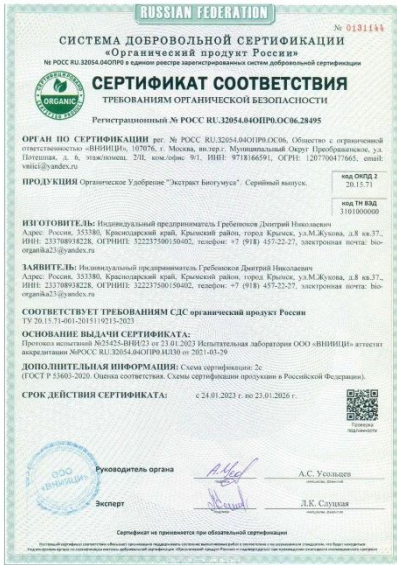 RUSSIAN FEDERATION
№ 0131144
СИСТЕМА ДОБРОВОЛЬНОЙ СЕРТИФИКАЦИИ
«Органический продукт России»
№ РОСС RU.32054.04ОПР0 в едином реестре зарегистрированных систем добровольной сертификации
ORGANIC
СЕРТИФИКАТ СООТВЕТСТВИЯ
ТРЕБОВАНИЯМ ОРГАНИЧЕСКОЙ БЕЗОПАСНОСТИ
Регистрационный № РОСС RU.32054.04ОПР0.ОС06.28495
ОРГАН ПО СЕРТИФИКАЦИИ рег. № РОСС RU.32054.04ОПР0.ОС06, Общество с ограниченной
ответственностью «ВНИИЦИ», 107076, г. Москва, вн.тер.г. Муниципальный Округ Преображенское, ул.
Потешная, д. 6, этаж/помещ. 2/II, ком./офис 9/1, ИНН: 9718166591, ОГРН: 1207700477665, email:
vniici@yandex.ru
ПРОДУКЦИЯ Органическое Удобрение "Экстракт Биогумуса". Серийный выпуск.
код ОКПД 2
20.15.71
код ТН ВЭД
3101000000
ИЗГОТОВИТЕЛЬ: Индивидуальный предприниматель Гребенюков Дмитрий Николаевич
Адрес: Россия, 353380, Краснодарский край, Крымский район, город Крымск, ул.М.Жукова, д.8 кв.37.,
ИНН: 233708938228, ОГРНИП: 322237500150402, телефон: +7 (918) 457-22-27, электронная почта: bio-
organika23@yandex.ru
ЗАЯВИТЕЛЬ: Индивидуальный предприниматель Гребенюков Дмитрий Николаевич
Адрес: Россия, 353380, Краснодарский край, Крымский район, город Крымск, ул.М.Жукова, д.8 кв.37.,
ИНН: 233708938228, ОГРНИП: 322237500150402, телефон: +7 (918) 457-22-27, электронная почта: bio-
organika23@yandex.ru
СООТВЕТСТВУЕТ ТРЕБОВАНИЯМ СДС органический продукт России
ТУ 20.15.71-001-2015119213-2023
ОСНОВАНИЕ ВЫДАЧИ СЕРТИФИКАТА:
Протокол испытаний №25425-ВНИ/23 от 23.01.2023 Испытательная лаборатория ООО «ВНИИЦИ» аттестат
аккредитации №РОСС RU.32054.04ОПР0.ИЛ30 от 2021-03-29
ДОПОЛНИТЕЛЬНАЯ ИНФОРМАЦИЯ: Схема сертификации: 2с
(ГОСТ Р 53603-2020. Оценка соответствия. Схемы сертификации продукции в Российской Федерации).
СРОК ДЕЙСТВИЯ: с 24.01.2023 г. по 23.01.2026 г.
Проверка
подлинности
ООО
«ВНИИЦИ»
Руководитель органа
А.С. Усольцев
Эксперт
Л.К. Слуцкая
Сертификат не применяется при обязательной сертификации